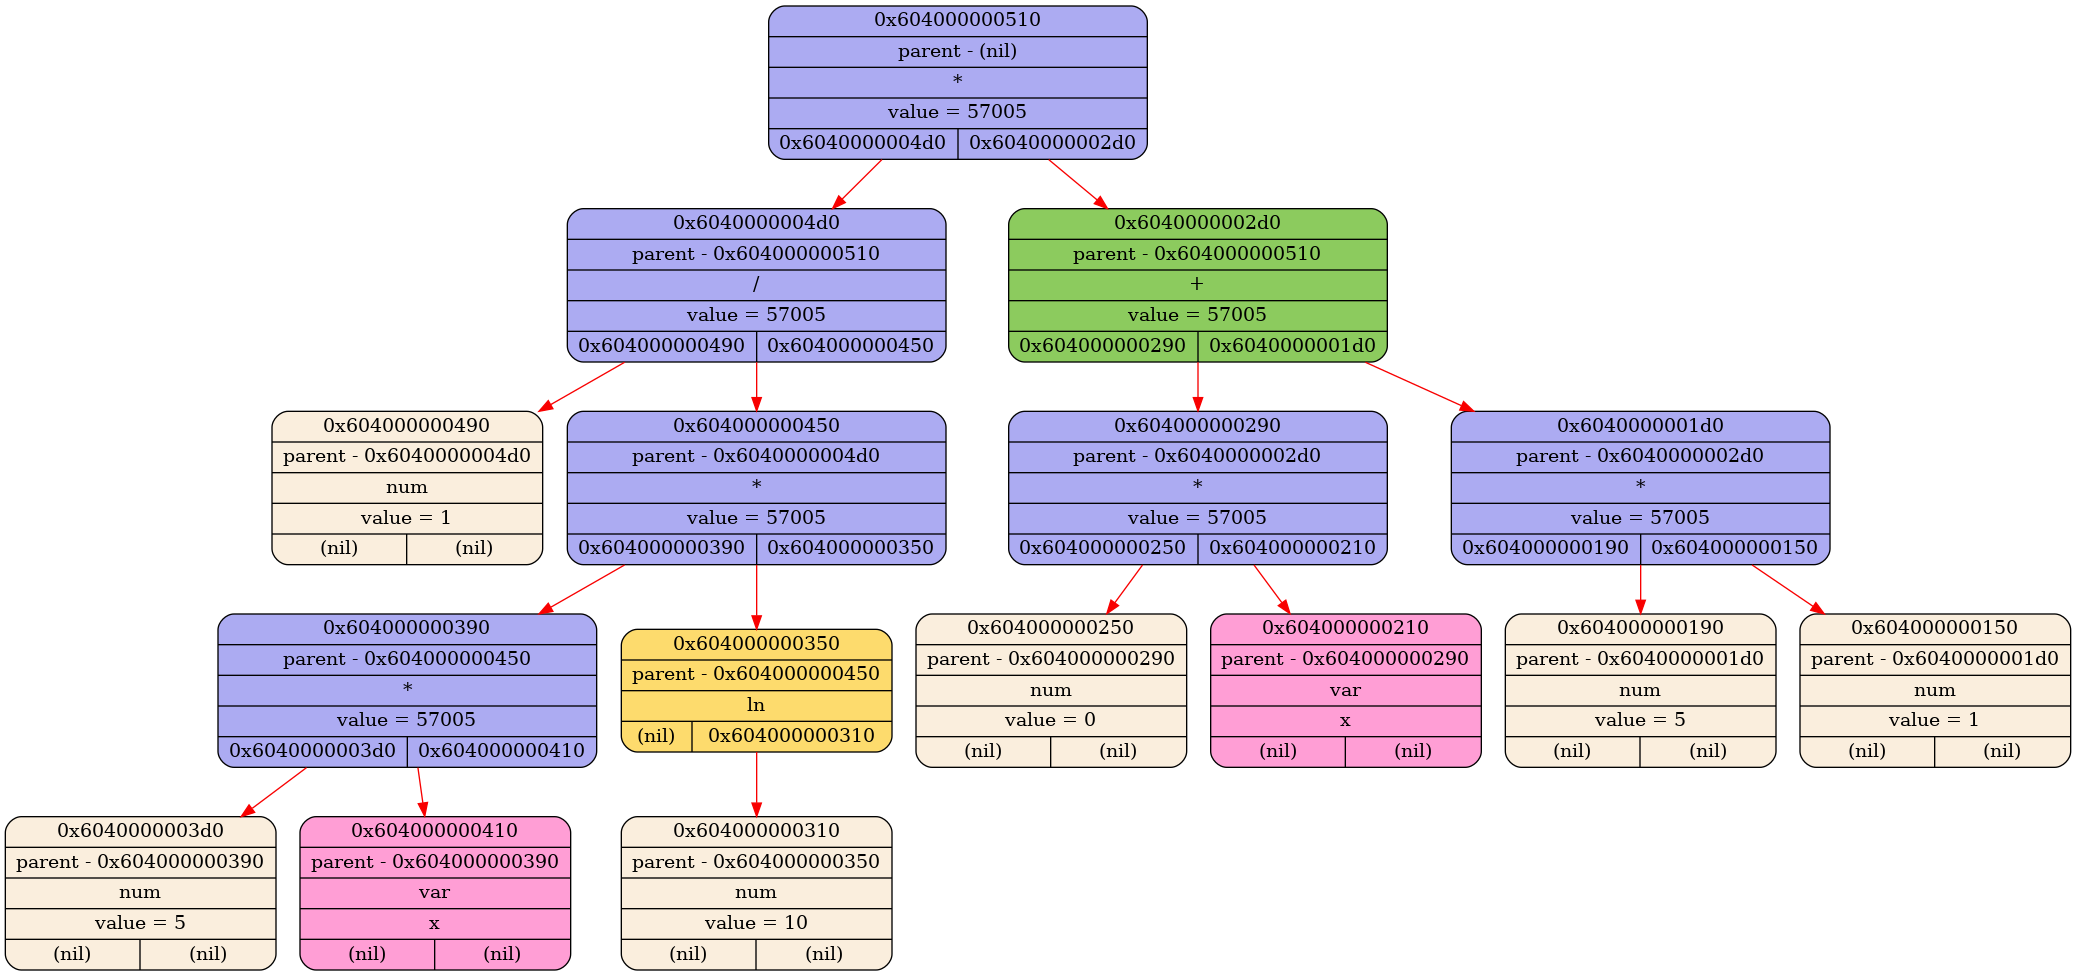 0x604000000510
parent - (nil)
*
value = 57005
0x6040000004d0 0x6040000002d0
0x6040000004d0
parent - 0x604000000510
/
value = 57005
0x604000000490 0x604000000450
0x6040000002d0
parent - 0x604000000510
+
value = 57005
0x604000000290 0x6040000001d0
0x604000000490
parent - 0x6040000004d0
num
value = 1
(nil) (nil)
0x604000000450
parent - 0x6040000004d0
*
value = 57005
0x604000000390 0x604000000350
0x604000000290
parent - 0x6040000002d0
*
value = 57005
0x604000000250 0x604000000210
0x6040000001d0
parent - 0x6040000002d0
*
value = 57005
0x604000000190 0x604000000150
0x604000000390
parent - 0x604000000450
*
value = 57005
0x6040000003d0 0x604000000410
0x604000000350
parent - 0x604000000450
ln
(nil) 0x604000000310
0x604000000250
parent - 0x604000000290
num
value = 0
(nil) (nil)
0x604000000210
parent - 0x604000000290
var
x
(nil) (nil)
0x604000000190
parent - 0x6040000001d0
num
value = 5
(nil) (nil)
0x604000000150
parent - 0x6040000001d0
num
value = 1
(nil) (nil)
0x6040000003d0
parent - 0x604000000390
num
value = 5
(nil) (nil)
0x604000000410
parent - 0x604000000390
var
x
(nil) (nil)
0x604000000310
parent - 0x604000000350
num
value = 10
(nil) (nil)